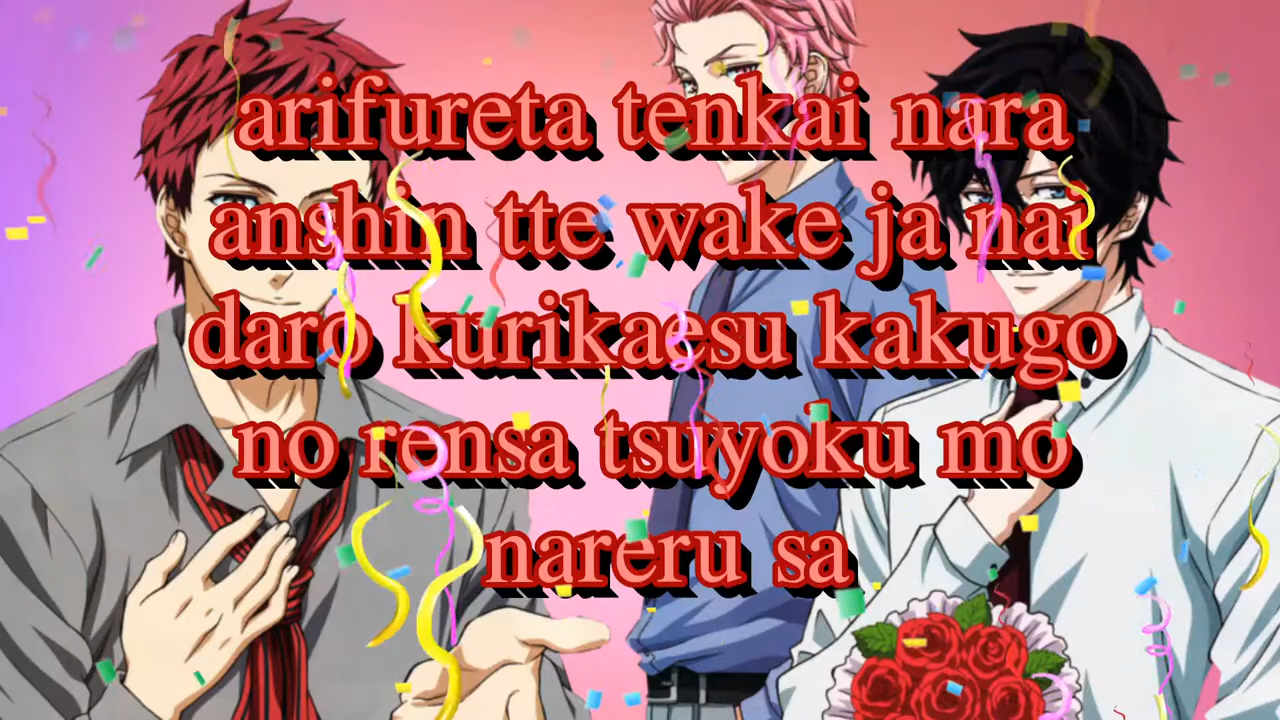 arifureta tenkai nara
anshin tte wake ja nai
daro kurikaesu kakugo
no rensa tsuyoku mo
nareru sa